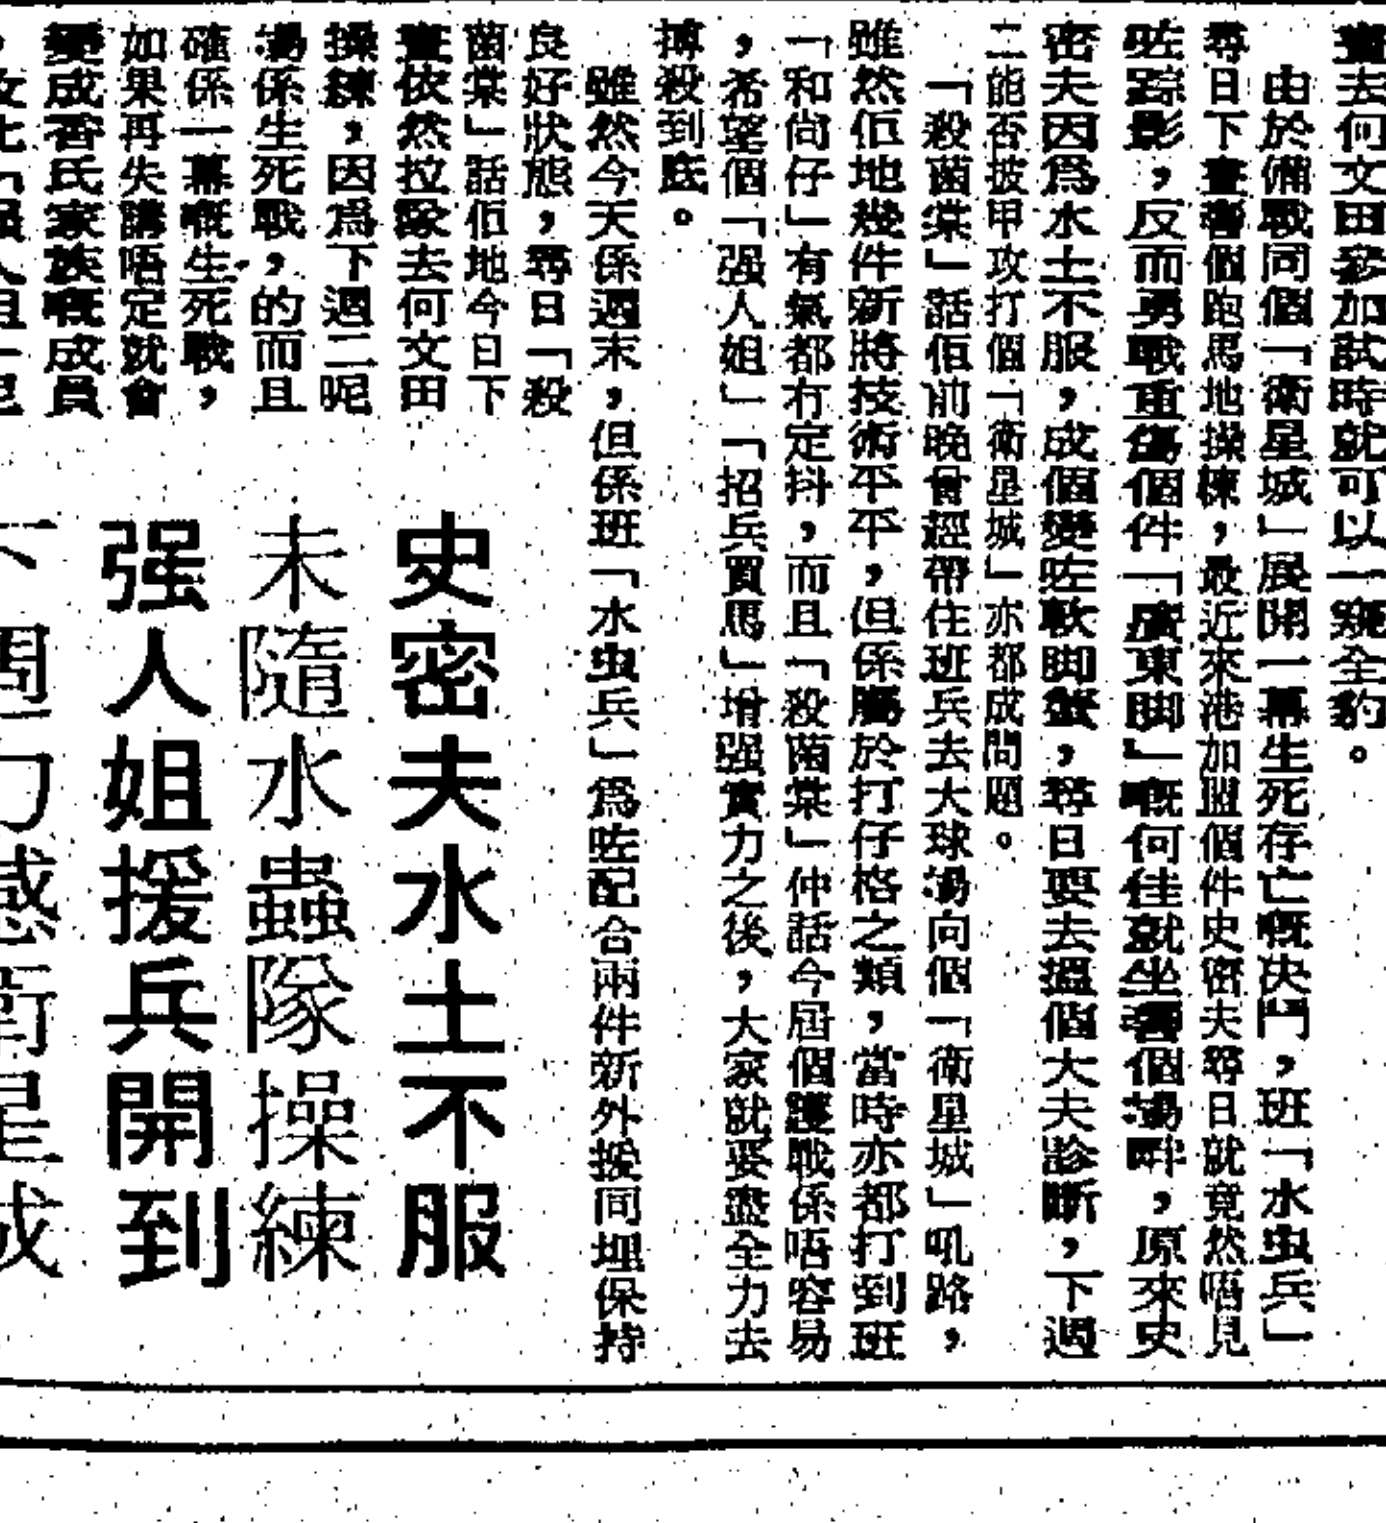 晝去何文田參加試時就可以一窺全豹。
由於備戰同個「衛星城」展開一幕生死存亡嘅決鬥，班「水虫兵」
尋日下晝響個跑馬地操練，最近來港加盟個件史密夫尋日就竟然唔見
咗踪影，反而勇戰重傷個件「廣東脚」嘅何佳就坐響個塲畔，原來史
密夫因爲水土不服，成個變咗軟脚蟹，尋日要去搵個大夫診斷，下週
二能否披甲攻打個「衛星城」亦都成問題。
「殺菌棠」話佢前晚曾經帶住班兵去大球塲向個「衛星城」吼路，
雖然佢地幾件新將技術平平，但係屬於打仔格之類，當時亦都打到班
「和尚仔」有氣都冇定抖，而且「殺菌棠」仲話今屆個護戰係唔容易
，希望個「强人姐」「招兵買馬」增强實力之後，大家就要盡全力去
搏殺到底。
雖然今天係週末，但係班「水虫兵」爲咗配合兩件新外援同埋保持
良好狀態，尋日「殺
菌棠」話佢地今日下
晝依然拉隊去何文田
操練，因爲下週二呢
塲係生死戰，的而且
確係一幕嘅生死戰，
如果再失講唔定就會
變成香氏家族嘅成員
史密夫水土不服
未隨水蟲隊操練
强人姐援兵開到